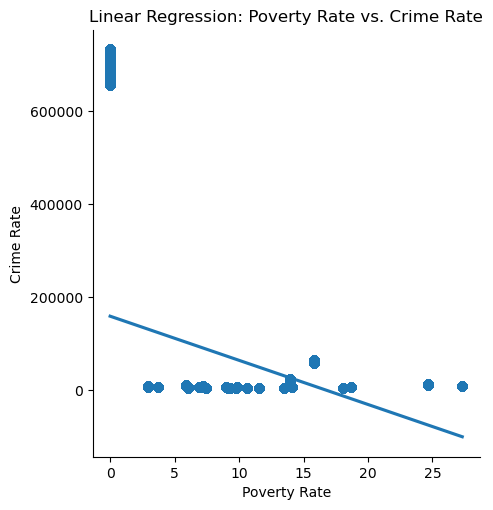 Linear Regression: Poverty Rate vs. Crime Rate
600000
400000
200000
0
Crime Rate
0 5 10 15 20 25
Poverty Rate